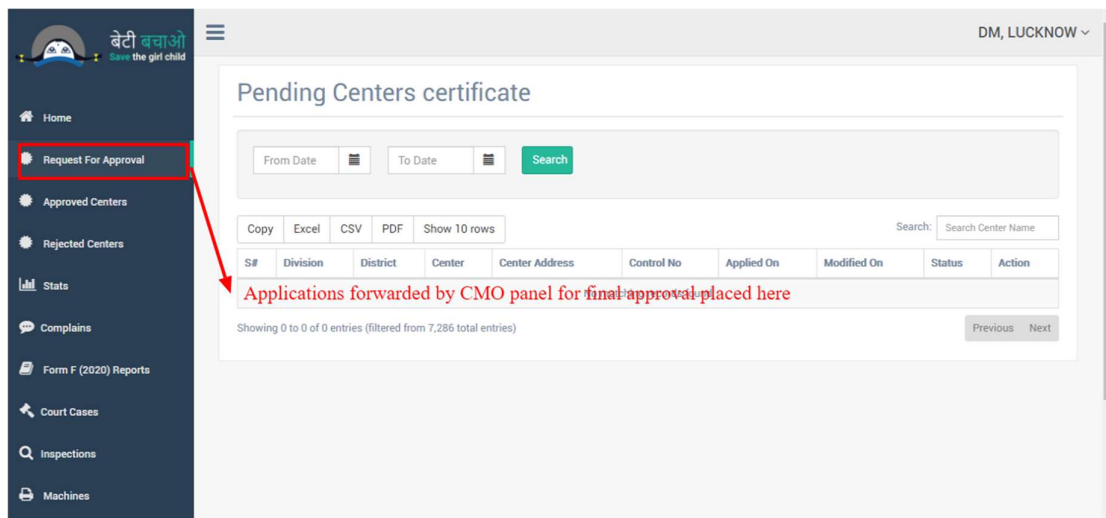 बेटी बचाओ
Save the girl child
DM, LUCKNOW
Home
Request For Approval
Approved Centers
Rejected Centers
Stats
Complains
Form F (2020) Reports
Court Cases
Inspections
Machines
Pending Centers certificate
From Date To Date Search
Copy Excel CSV PDF Show 10 rows Search: Search Center Name
S# Division District Center Center Address Control No Applied On Modified On Status Action
Applications forwarded by CMO panel for final approval placed here
Showing 0 to 0 of 0 entries (filtered from 7,286 total entries) Previous Next